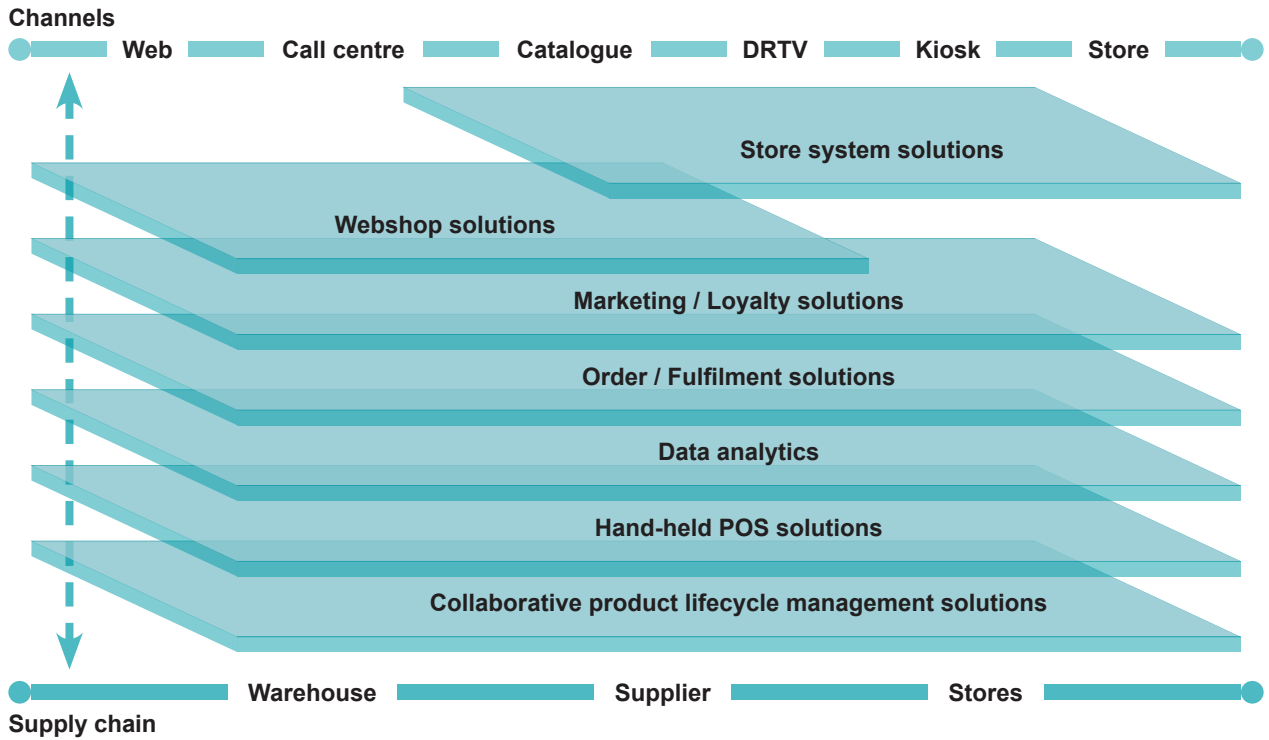 Channels
Web Call centre Catalogue DRTV Kiosk Store
Store system solutions
Webshop solutions
Marketing / Loyalty solutions
Order / Fulfilment solutions
Data analytics
Hand-held POS solutions
Collaborative product lifecycle management solutions
Warehouse Supplier Stores
Supply chain